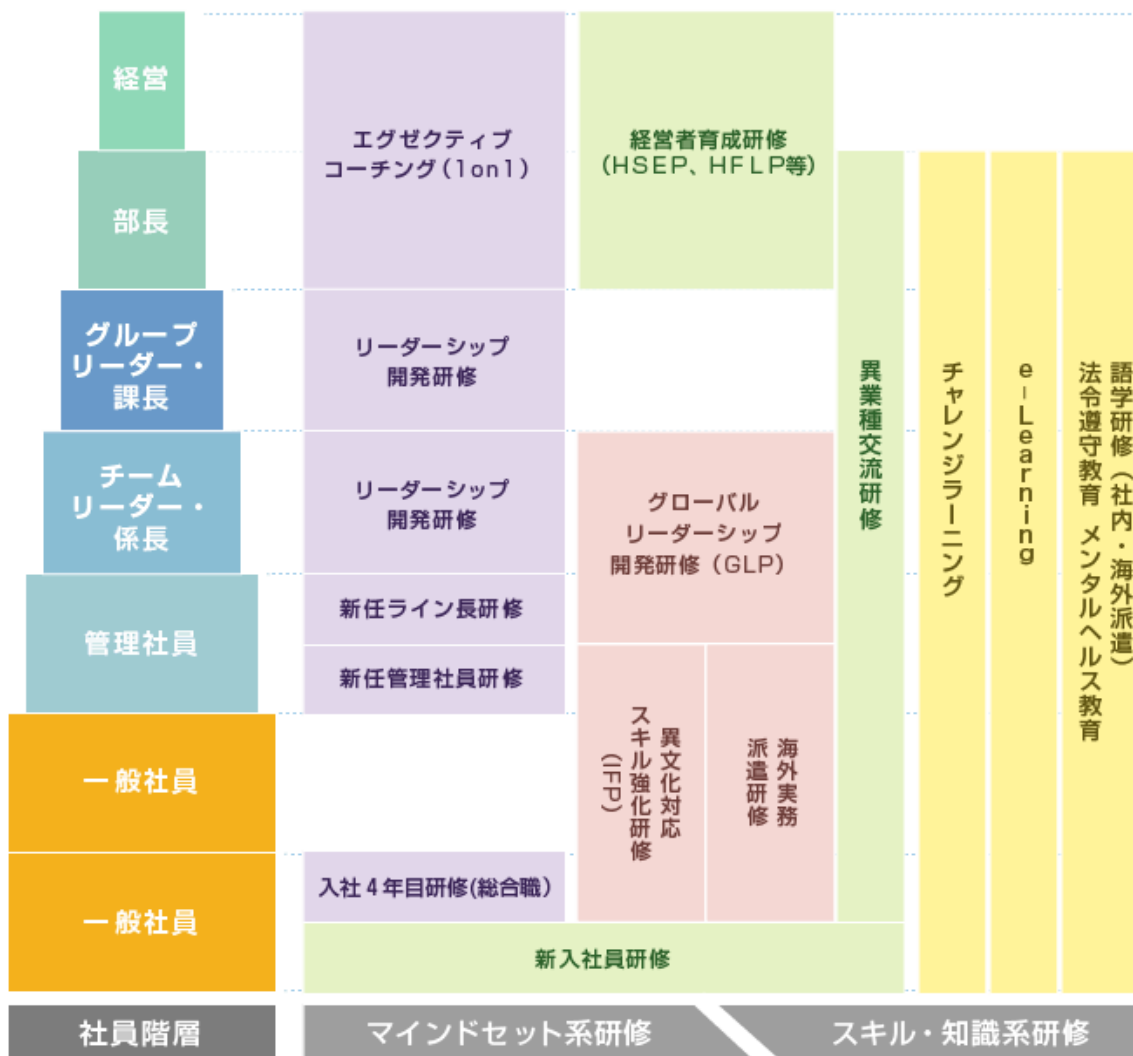 経営
部長
グループ
リーダー・
課長
チーム
リーダー・
係長
管理社員
一般社員
一般社員
エグゼクティブ
コーチング(1on1)
リーダーシップ
開発研修
リーダーシップ
開発研修
新任ライン長研修
新任管理社員研修
入社4年目研修(総合職)
経営者育成研修
(HSEP、HFLP等)
グローバル
リーダーシップ
開発研修(GLP)
異文化対応
スキル強化研修
(IFP)
海外実務
派遣研修
新入社員研修
異業種交流研修
チャレンジラーニング
e-Learning
語学研修(社内・海外派遣)
法令遵守教育 メンタルヘルス教育
社員階層
マインドセット系研修
スキル・知識系研修